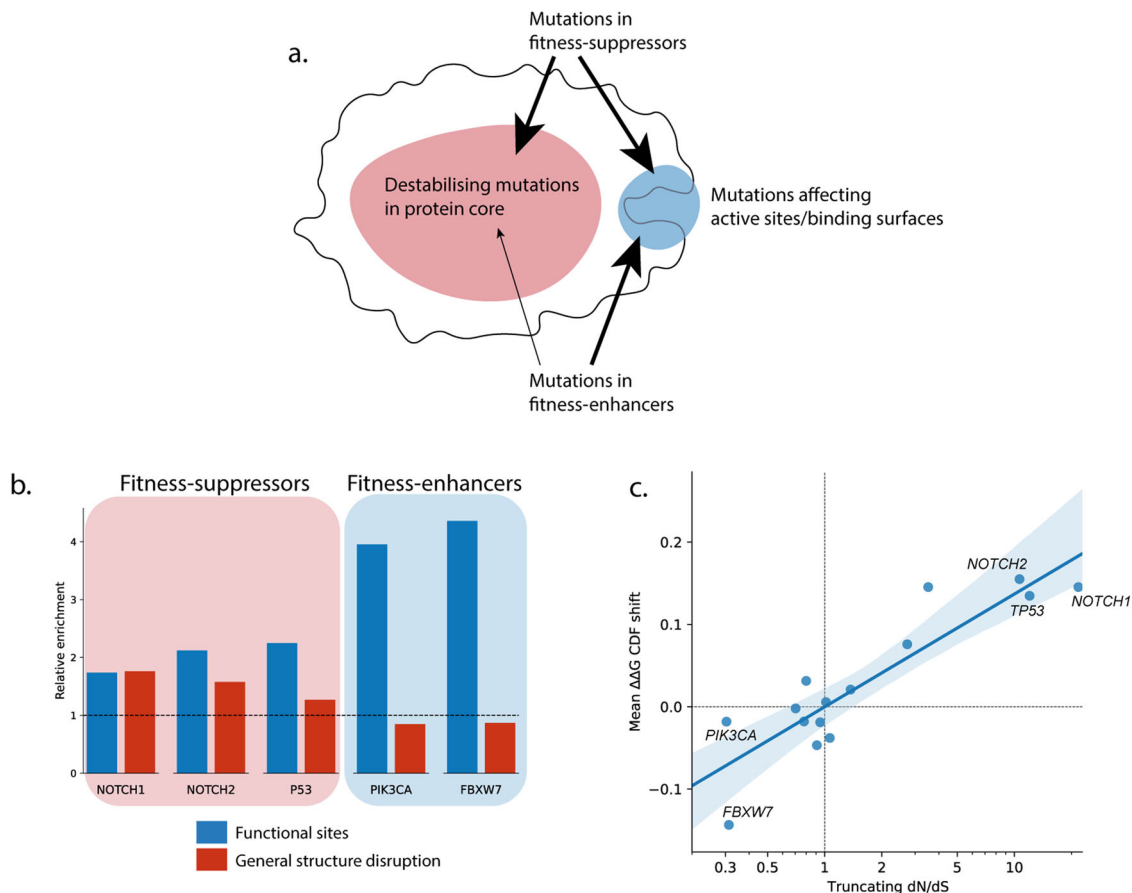 a.
Mutations in
fitness-suppressors
Destabilising mutations
in protein core
Mutations affecting
active sites/binding surfaces
Mutations in
fitness-enhancers
b.
Fitness-suppressors
Fitness-enhancers
Relative enrichment
4
3
2
1
0
NOTCH1
NOTCH2
P53
PIK3CA
FBXW7
Functional sites
General structure disruption
c.
Mean ΔΔG CDF shift
0.2
0.1
0.0
−0.1
NOTCH2
TP53
NOTCH1
PIK3CA
FBXW7
0.3
0.5
1
2
5
10
Truncating dN/dS